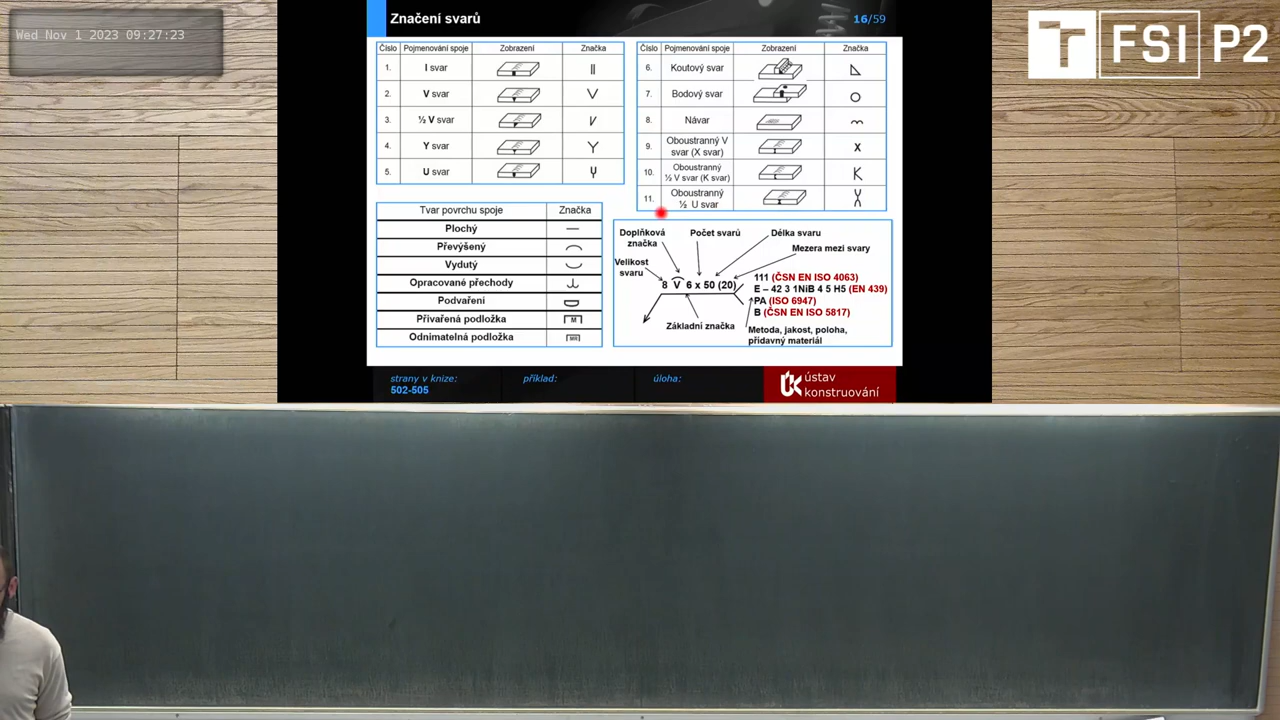 Wed Nov 1 2023 09:27:23
Značení svarů
16/59
T FSI P2
Číslo Pojmenování spoje Zobrazení Značka
1. I svar
2. V svar
3. ½ V svar
4. Y svar
5. U svar
Číslo Pojmenování spoje Zobrazení Značka
6. Koutový svar
7. Bodový svar
8. Návar
9. Oboustranný V
svar (X svar)
10. Oboustranný
½ V svar (K svar)
11. Oboustranný
½ U svar
Tvar povrchu spoje Značka
Plochý
Převýšený
Vydutý
Opracované přechody
Podvaření
Přivařená podložka M
Odnimatelná podložka MR
Doplňková
značka
Počet svarů
Délka svaru
Mezera mezi svary
Velikost
svaru
8 V 6 x 50 (20)
111 (ČSN EN ISO 4063)
E – 42 3 1NiB 4 5 H5 (EN 439)
PA (ISO 6947)
B (ČSN EN ISO 5817)
Základní značka
Metoda, jakost, poloha,
přídavný materiál
strany v knize:
502-505
příklad:
úloha:
ústav
konstruování